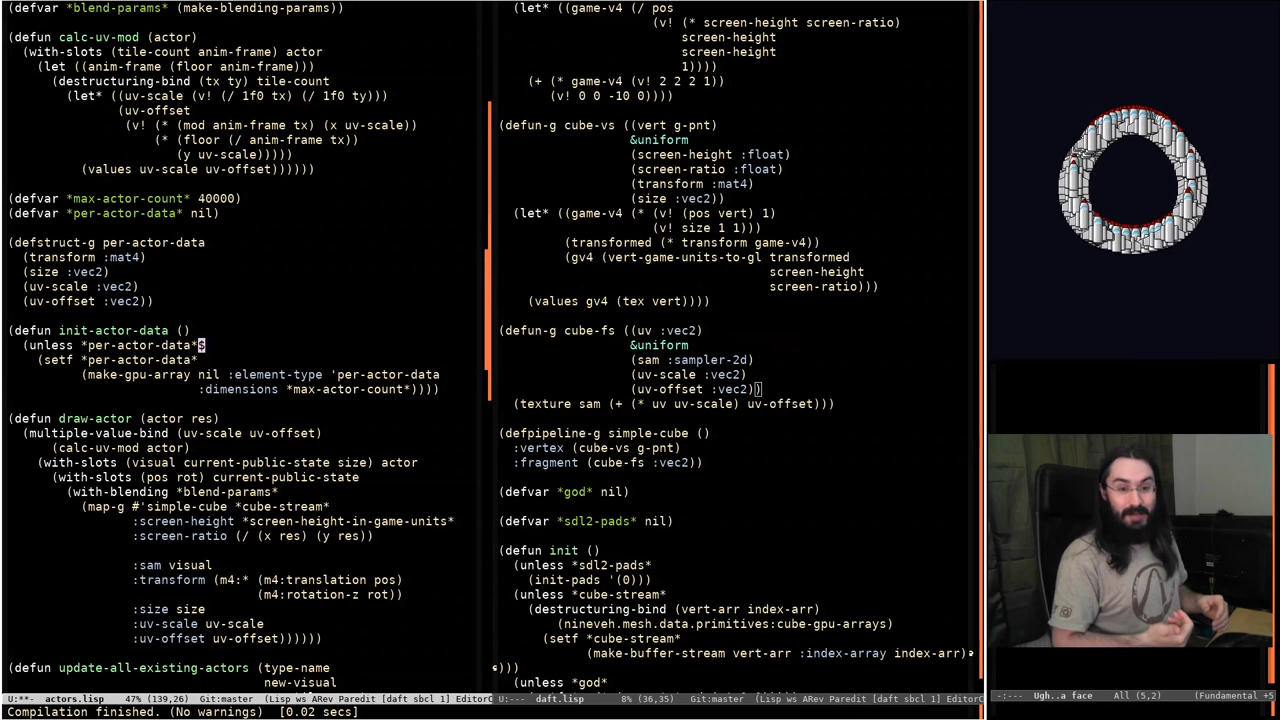 (defvar *blend-params* (make-blending-params))
(defun calc-uv-mod (actor)
(with-slots (tile-count anim-frame) actor
(let ((anim-frame (floor anim-frame)))
(destructuring-bind (tx ty) tile-count
(let* ((uv-scale (v! (/ 1f0 tx) (/ 1f0 ty)))
(uv-offset
(v! (* (mod anim-frame tx) (x uv-scale))
(* (floor (/ anim-frame tx))
(y uv-scale)))))
(values uv-scale uv-offset))))))
(defvar *max-actor-count* 40000)
(defvar *per-actor-data* nil)
(defstruct-g per-actor-data
(transform :mat4)
(size :vec2)
(uv-scale :vec2)
(uv-offset :vec2))
(defun init-actor-data ()
(unless *per-actor-data*$
(setf *per-actor-data*
(make-gpu-array nil :element-type 'per-actor-data
:dimensions *max-actor-count*))))
(defun draw-actor (actor res)
(multiple-value-bind (uv-scale uv-offset)
(calc-uv-mod actor)
(with-slots (visual current-public-state size) actor
(with-slots (pos rot) current-public-state
(with-blending *blend-params*
(map-g #'simple-cube *cube-stream*
:screen-height *screen-height-in-game-units*
:screen-ratio (/ (x res) (y res))
:sam visual
:transform (m4:* (m4:translation pos)
(m4:rotation-z rot))
:size size
:uv-scale uv-scale
:uv-offset uv-offset))))))
(defun update-all-existing-actors (type-name
new-visual
U:**- actors.lisp 47% (139,26) Git:master (Lisp ws ARev Paredit [daft sbcl 1] EditorC
Compilation finished. (No warnings) [0.02 secs]
(let* ((game-v4 (/ pos
(v! (* screen-height screen-ratio)
screen-height
screen-height
1))))
(+ (* game-v4 (v! 2 2 2 1))
(v! 0 0 -10 0))))
(defun-g cube-vs ((vert g-pnt)
&uniform
(screen-height :float)
(screen-ratio :float)
(transform :mat4)
(size :vec2))
(let* ((game-v4 (* (v! (pos vert) 1)
(v! size 1 1)))
(transformed (* transform game-v4))
(gv4 (vert-game-units-to-gl transformed
screen-height
screen-ratio)))
(values gv4 (tex vert))))
(defun-g cube-fs ((uv :vec2)
&uniform
(sam :sampler-2d)
(uv-scale :vec2)
(uv-offset :vec2))
(texture sam (+ (* uv uv-scale) uv-offset)))
(defpipeline-g simple-cube ()
:vertex (cube-vs g-pnt)
:fragment (cube-fs :vec2))
(defvar *god* nil)
(defvar *sdl2-pads* nil)
(defun init ()
(unless *sdl2-pads*
(init-pads '(0)))
(unless *cube-stream*
(destructuring-bind (vert-arr index-arr)
(nineveh.mesh.data.primitives:cube-gpu-arrays)
(setf *cube-stream*
(make-buffer-stream vert-arr :index-array index-arr)
)))
(unless *god*
U:--- daft.lisp 8% (36,35) Git:master (Lisp ws ARev Paredit [daft sbcl 1] EditorC
-:--- Ugh..a face All (5,2) (Fundamental +5